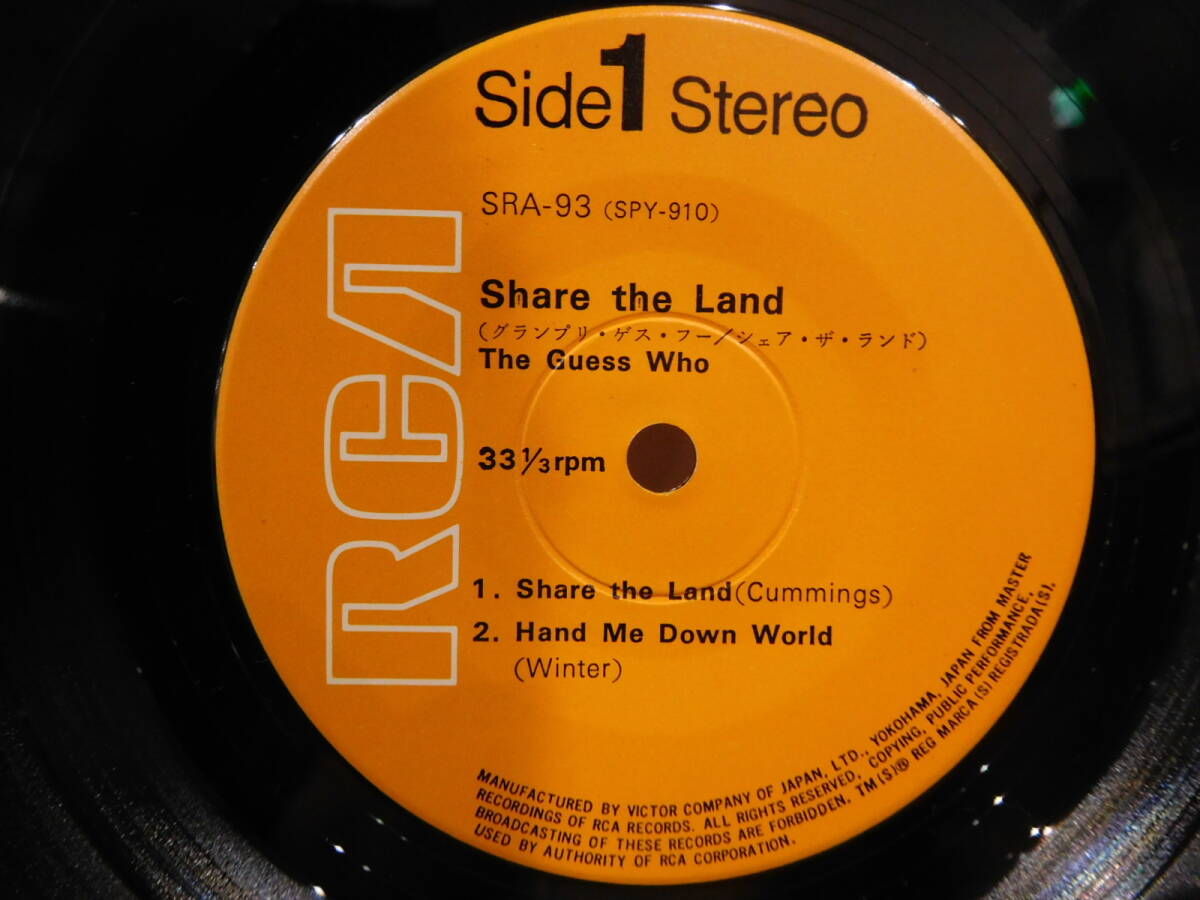 Side 1 Stereo
SRA-93 (SPY-910)
RCA
Share the Land
(グランプリ・ゲス・フー/シェア・ザ・ランド)
The Guess Who
33 1/3 rpm
1. Share the Land (Cummings)
2. Hand Me Down World
(Winter)
MANUFACTURED BY VICTOR COMPANY OF JAPAN, LTD., YOKOHAMA, JAPAN FROM MASTER
RECORDINGS OF RCA RECORDS. ALL RIGHTS RESERVED. COPYING, PUBLIC PERFORMANCE,
BROADCASTING OF THESE RECORDS ARE FORBIDDEN. TM(S)® REG MARCA(S) REGISTRADA(S).
USED BY AUTHORITY OF RCA CORPORATION.